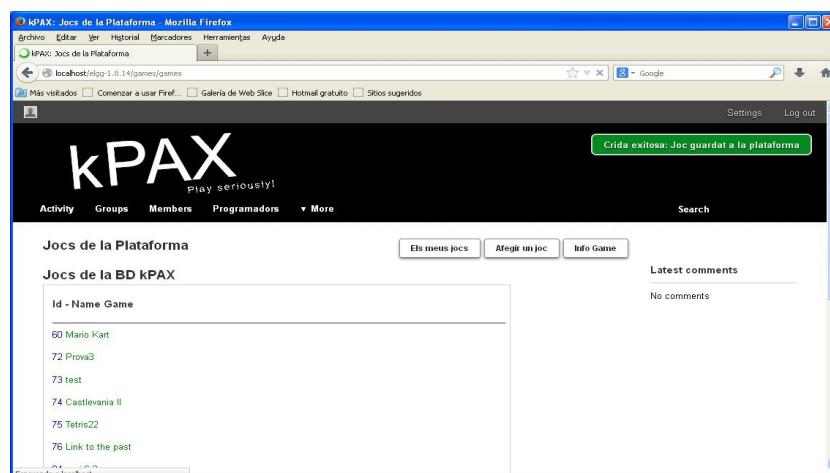 kPAX: Jocs de la Plataforma - Mozilla Firefox
Archivo Editar Ver Historial Marcadores Herramientas Ayuda
kPAX: Jocs de la Plataforma +
localhost/elgg-1.8.14/games/games
Google
Más visitados Comenzar a usar Firef... Galería de Web Slice Hotmail gratuito Sitios sugeridos
Settings Log out
kPAX
Play seriously!
Crida exitosa: Joc guardat a la plataforma
Activity Groups Members Programadors ▾ More Search
Jocs de la Plataforma
Els meus jocs Afegir un joc Info Game
Jocs de la BD kPAX
Latest comments
No comments
Id - Name Game
60 Mario Kart
72 Prova3
73 test
74 Castlevania II
75 Tetris22
76 Link to the past